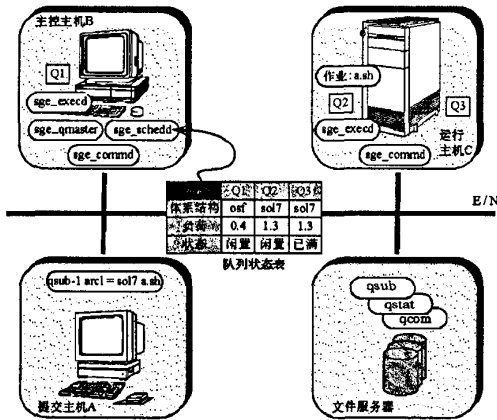 主控主机B
Q1
sge_execd
sge_qmaster
sge_schedd
sge_commd
作业: a.sh
Q2
Q3
sge_execd
运行
主机C
sge_commd
E/N
Q1 Q2 Q3
体系结构 osf sol7 sol7
负荷 0.4 1.3 1.3
状态 闲置 闲置 已满
队列状态表
qsub-1 arcl = sol7 a.sh
提交主机A
qsub
qstat
qcom
文件服务器